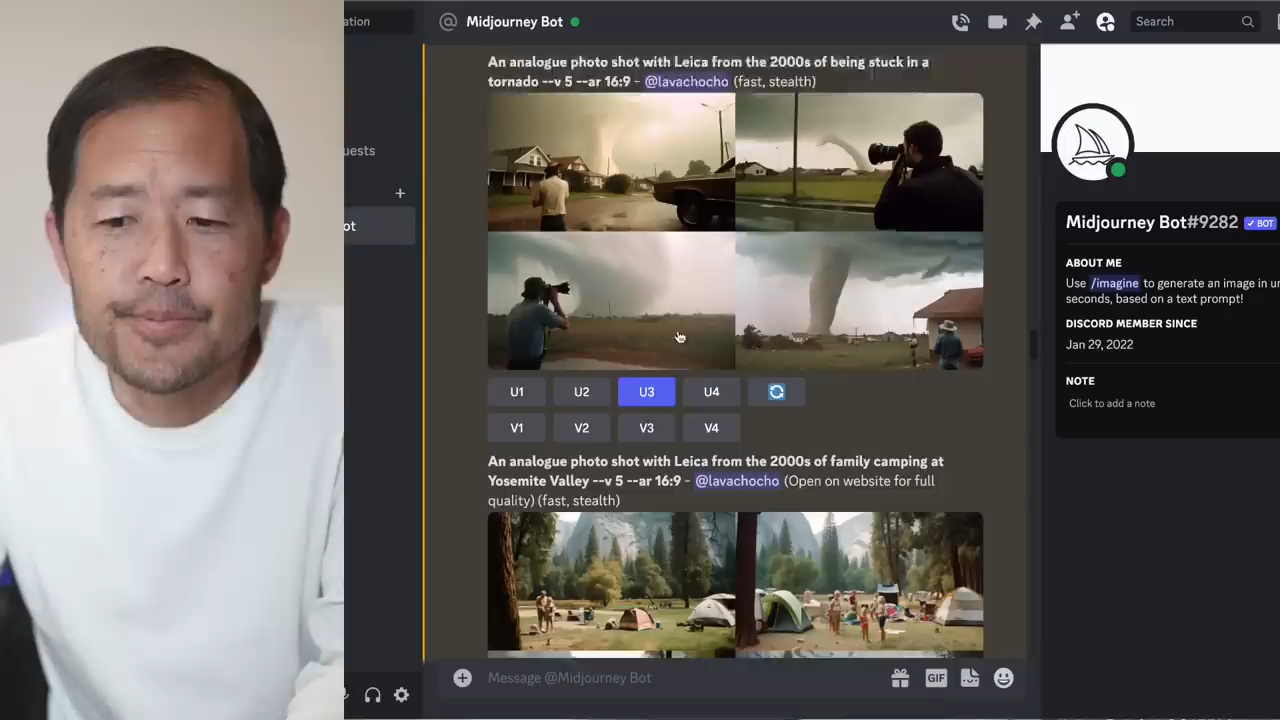 ation
Midjourney Bot
Search
An analogue photo shot with Leica from the 2000s of being stuck in a
tornado --v 5 --ar 16:9 - @lavachocho (fast, stealth)
uests
+
ot
U1 U2 U3 U4
V1 V2 V3 V4
An analogue photo shot with Leica from the 2000s of family camping at
Yosemite Valley --v 5 --ar 16:9 - @lavachocho (Open on website for full
quality) (fast, stealth)
Message @Midjourney Bot
GIF
Midjourney Bot#9282 ✓ BOT
ABOUT ME
Use /imagine to generate an image in un
seconds, based on a text prompt!
DISCORD MEMBER SINCE
Jan 29, 2022
NOTE
Click to add a note